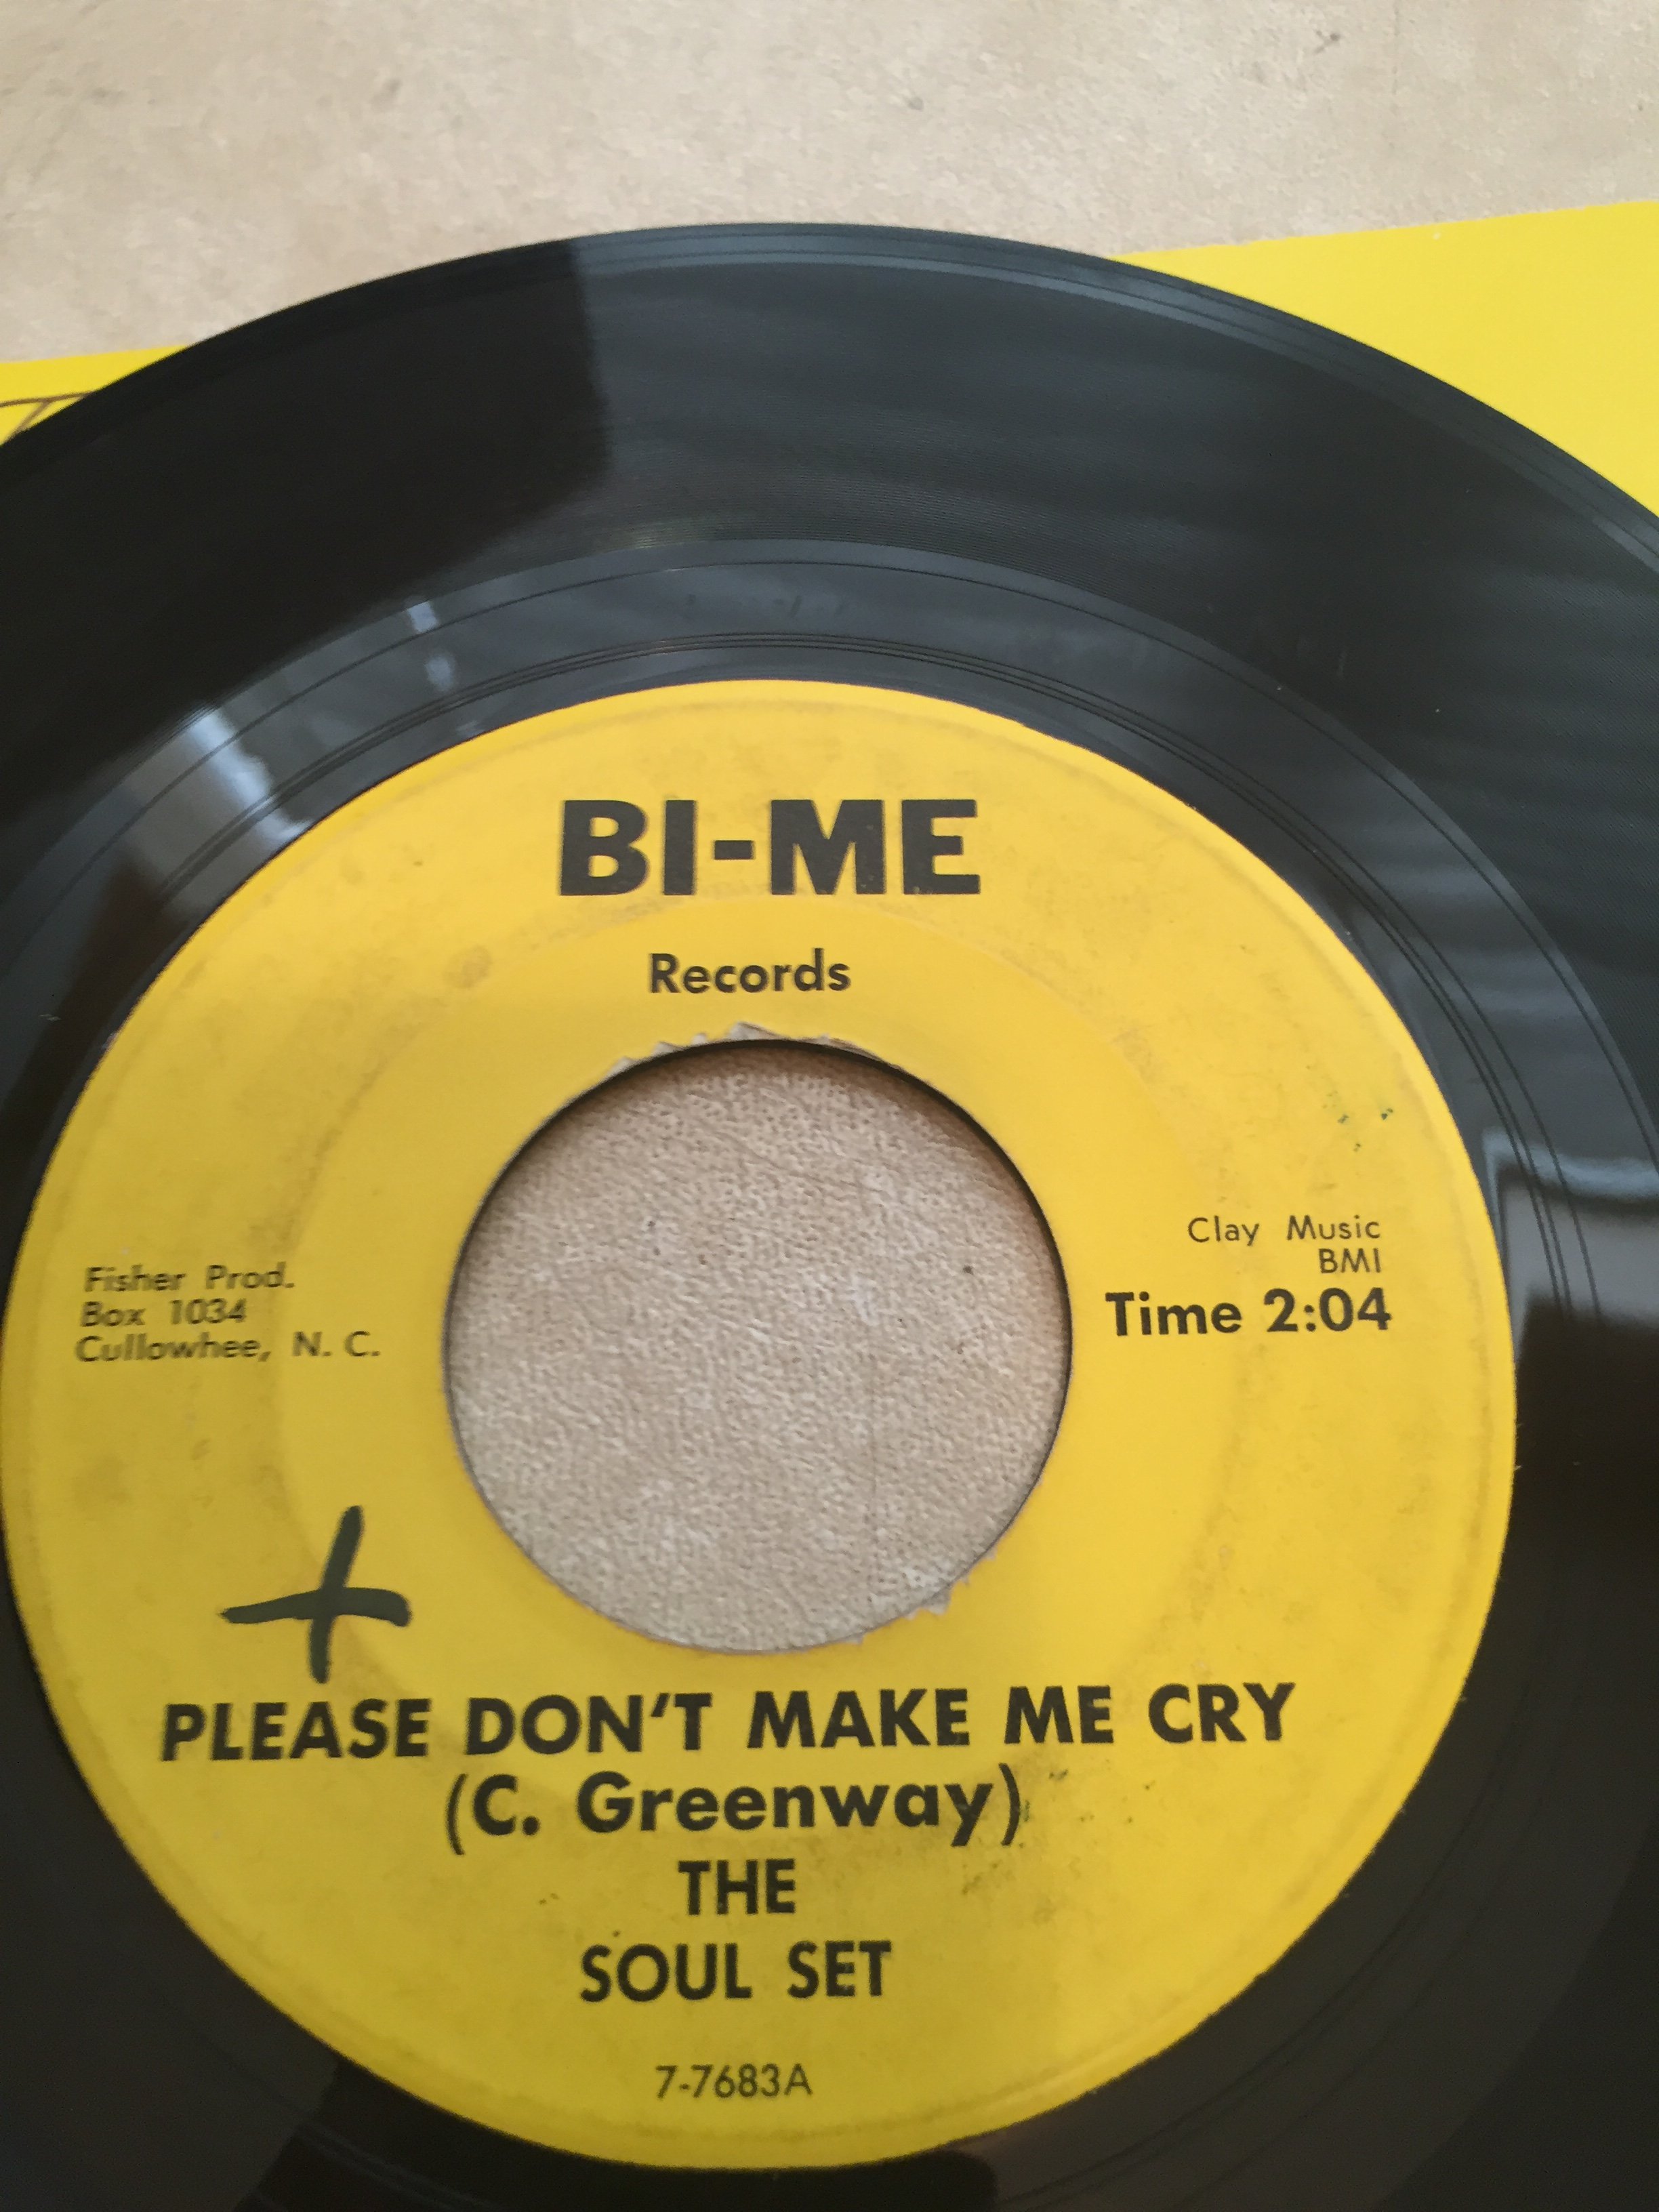 BI-ME
Records
Fisher Prod.
Box 1034
Cullowhee, N. C.
Clay Music
BMI
Time 2:04
+
PLEASE DON'T MAKE ME CRY
(C. Greenway)
THE
SOUL SET
7-7683A